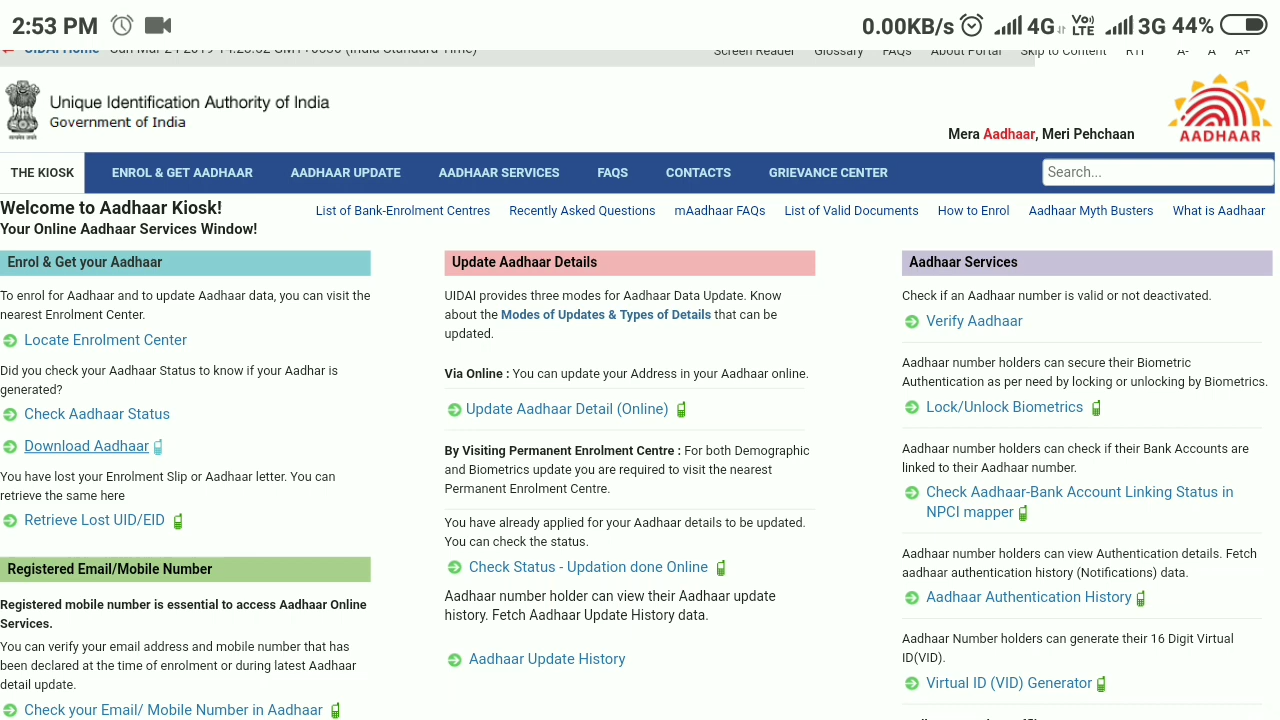 2:53 PM 0.00KB/s 4G VoLTE 3G 44%
UIDAI Home Sun Mar 24 2019 14:23:52 GMT+0530 (India Standard Time) Screen Reader Glossary FAQs About Portal Skip to Content RTI A- A A+
Unique Identification Authority of India
Government of India
Mera Aadhaar, Meri Pehchaan
AADHAAR
THE KIOSK ENROL & GET AADHAAR AADHAAR UPDATE AADHAAR SERVICES FAQS CONTACTS GRIEVANCE CENTER Search...
Welcome to Aadhaar Kiosk!
Your Online Aadhaar Services Window!
List of Bank-Enrolment Centres Recently Asked Questions mAadhaar FAQs List of Valid Documents How to Enrol Aadhaar Myth Busters What is Aadhaar
Enrol & Get your Aadhaar
To enrol for Aadhaar and to update Aadhaar data, you can visit the
nearest Enrolment Center.
Locate Enrolment Center
Did you check your Aadhaar Status to know if your Aadhar is
generated?
Check Aadhaar Status
Download Aadhaar
You have lost your Enrolment Slip or Aadhaar letter. You can
retrieve the same here
Retrieve Lost UID/EID
Registered Email/Mobile Number
Registered mobile number is essential to access Aadhaar Online
Services.
You can verify your email address and mobile number that has
been declared at the time of enrolment or during latest Aadhaar
detail update.
Check your Email/ Mobile Number in Aadhaar
Update Aadhaar Details
UIDAI provides three modes for Aadhaar Data Update. Know
about the Modes of Updates & Types of Details that can be
updated.
Via Online : You can update your Address in your Aadhaar online.
Update Aadhaar Detail (Online)
By Visiting Permanent Enrolment Centre : For both Demographic
and Biometrics update you are required to visit the nearest
Permanent Enrolment Centre.
You have already applied for your Aadhaar details to be updated.
You can check the status.
Check Status - Updation done Online
Aadhaar number holder can view their Aadhaar update
history. Fetch Aadhaar Update History data.
Aadhaar Update History
Aadhaar Services
Check if an Aadhaar number is valid or not deactivated.
Verify Aadhaar
Aadhaar number holders can secure their Biometric
Authentication as per need by locking or unlocking by Biometrics.
Lock/Unlock Biometrics
Aadhaar number holders can check if their Bank Accounts are
linked to their Aadhaar number.
Check Aadhaar-Bank Account Linking Status in
NPCI mapper
Aadhaar number holders can view Authentication details. Fetch
aadhaar authentication history (Notifications) data.
Aadhaar Authentication History
Aadhaar Number holders can generate their 16 Digit Virtual
ID(VID).
Virtual ID (VID) Generator